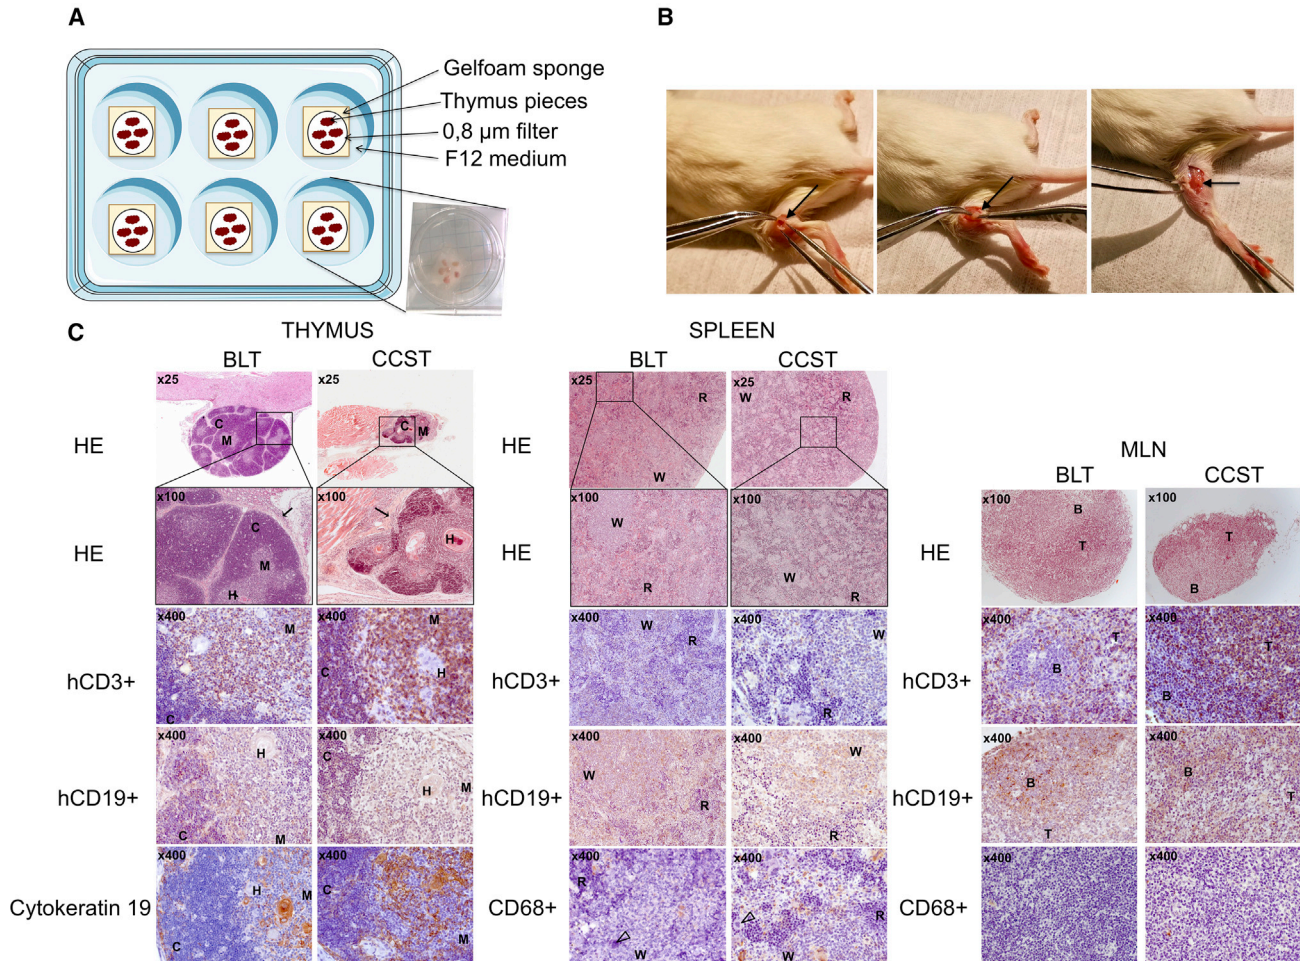 A
B
Gelfoam sponge
Thymus pieces
0,8 µm filter
F12 medium
C
THYMUS
SPLEEN
BLT
CCST
BLT
CCST
HE
x25
C
M
x25
C
M
HE
x25
R
W
x25
W
R
MLN
BLT
CCST
HE
x100
C
M
H
x100
H
HE
x100
W
R
x100
W
R
HE
x100
B
T
x100
T
B
hCD3+
x400
M
C
x400
M
C
H
hCD3+
x400
W
R
x400
W
R
hCD3+
x400
T
B
x400
T
B
hCD19+
x400
H
C
M
x400
C
H
M
hCD19+
x400
W
R
x400
W
R
hCD19+
x400
B
T
x400
B
T
Cytokeratin 19
x400
H
M
C
x400
C
M
CD68+
x400
R
W
x400
R
W
CD68+
x400
x400